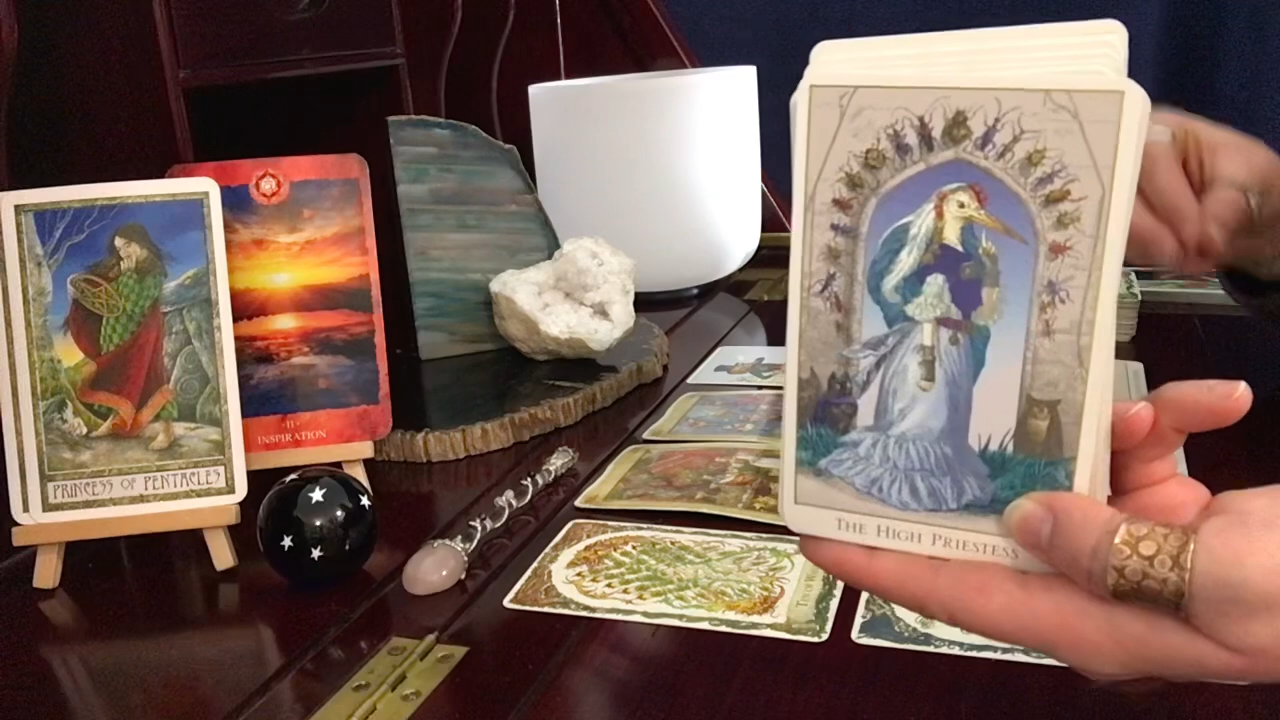 PRINCESS OF PENTACLES
·II·
INSPIRATION
THE HIGH PRIESTESS